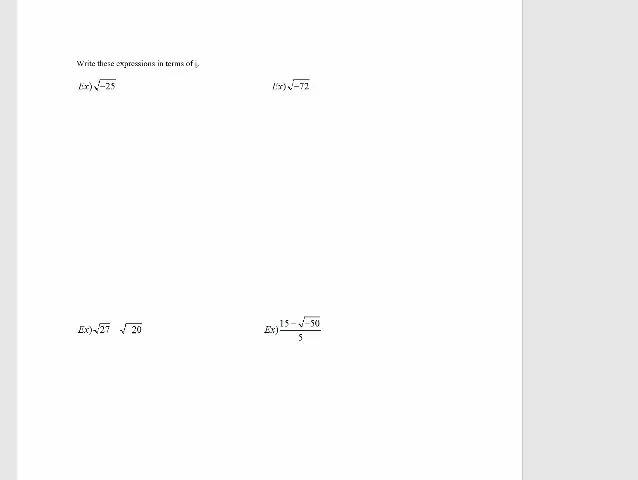 Write these expressions in terms of i.
Ex) √-25
Ex) √-72
Ex) √27 √-20
Ex) (15 - √-50)/5